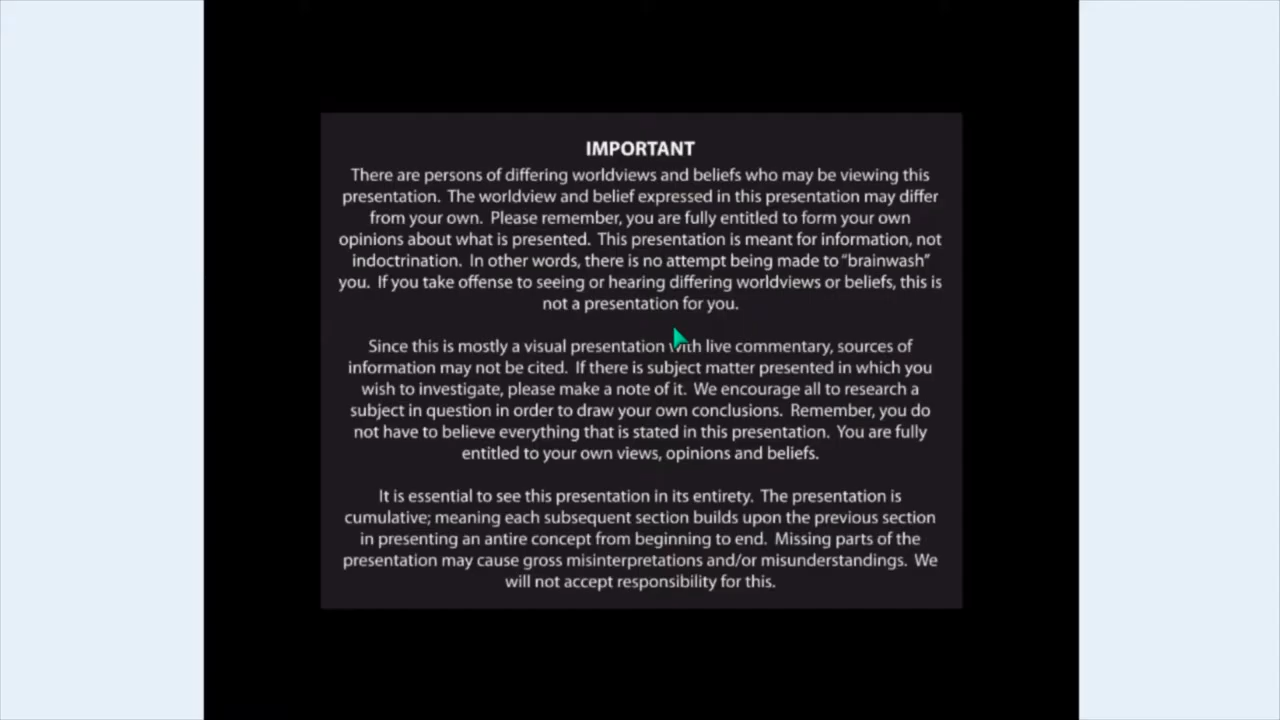 IMPORTANT
There are persons of differing worldviews and beliefs who may be viewing this
presentation. The worldview and belief expressed in this presentation may differ
from your own. Please remember, you are fully entitled to form your own
opinions about what is presented. This presentation is meant for information, not
indoctrination. In other words, there is no attempt being made to “brainwash”
you. If you take offense to seeing or hearing differing worldviews or beliefs, this is
not a presentation for you.
Since this is mostly a visual presentation with live commentary, sources of
information may not be cited. If there is subject matter presented in which you
wish to investigate, please make a note of it. We encourage all to research a
subject in question in order to draw your own conclusions. Remember, you do
not have to believe everything that is stated in this presentation. You are fully
entitled to your own views, opinions and beliefs.
It is essential to see this presentation in its entirety. The presentation is
cumulative; meaning each subsequent section builds upon the previous section
in presenting an antire concept from beginning to end. Missing parts of the
presentation may cause gross misinterpretations and/or misunderstandings. We
will not accept responsibility for this.